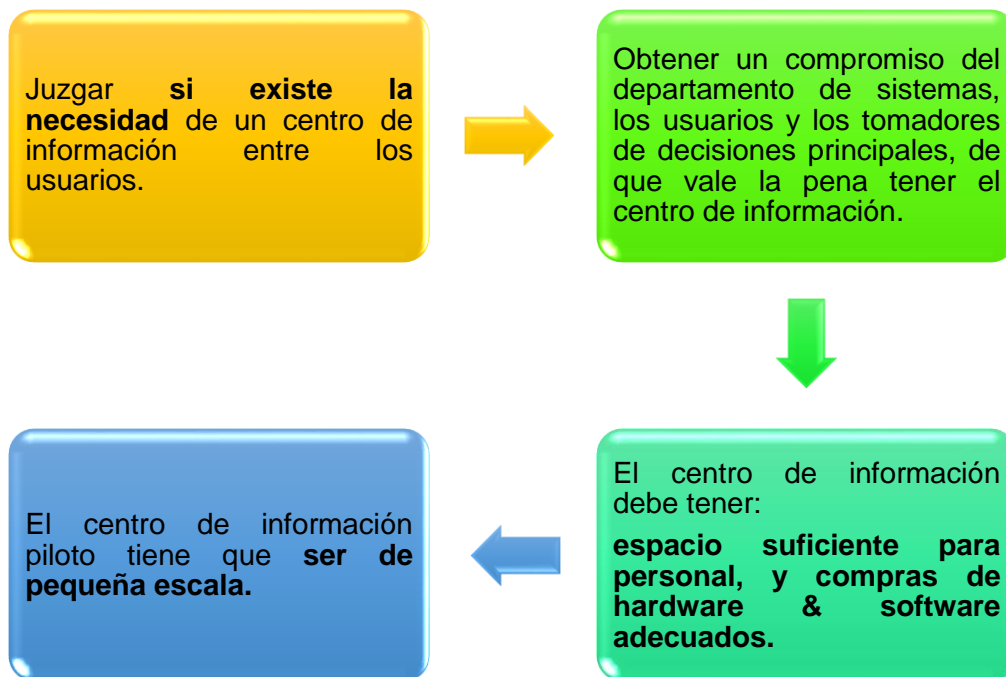 Juzgar si existe la
necesidad de un centro de
información entre los
usuarios.
Obtener un compromiso del
departamento de sistemas,
los usuarios y los tomadores
de decisiones principales, de
que vale la pena tener el
centro de información.
El centro de información
debe tener:
espacio suficiente para
personal, y compras de
hardware & software
adecuados.
El centro de información
piloto tiene que ser de
pequeña escala.